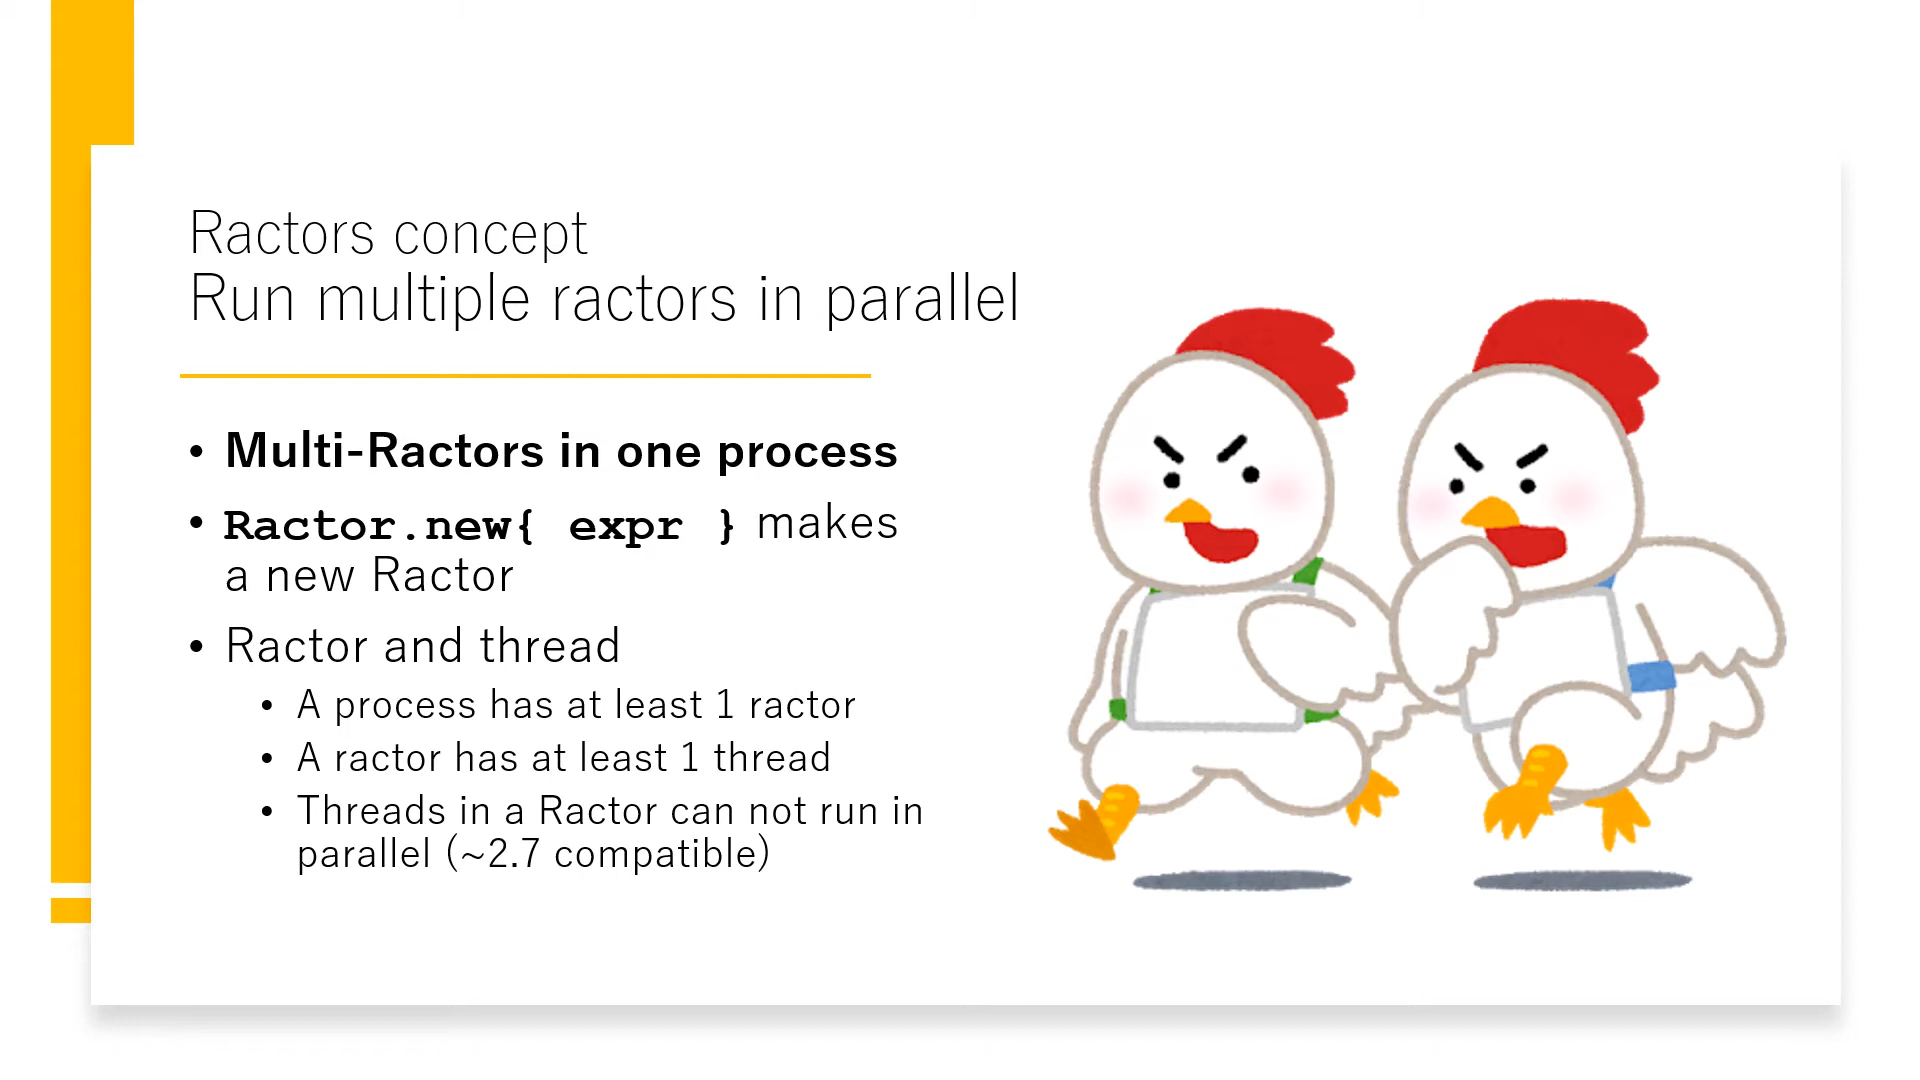 Ractors concept
Run multiple ractors in parallel
• Multi-Ractors in one process
• Ractor.new{ expr } makes
a new Ractor
• Ractor and thread
• A process has at least 1 ractor
• A ractor has at least 1 thread
• Threads in a Ractor can not run in
parallel (~2.7 compatible)